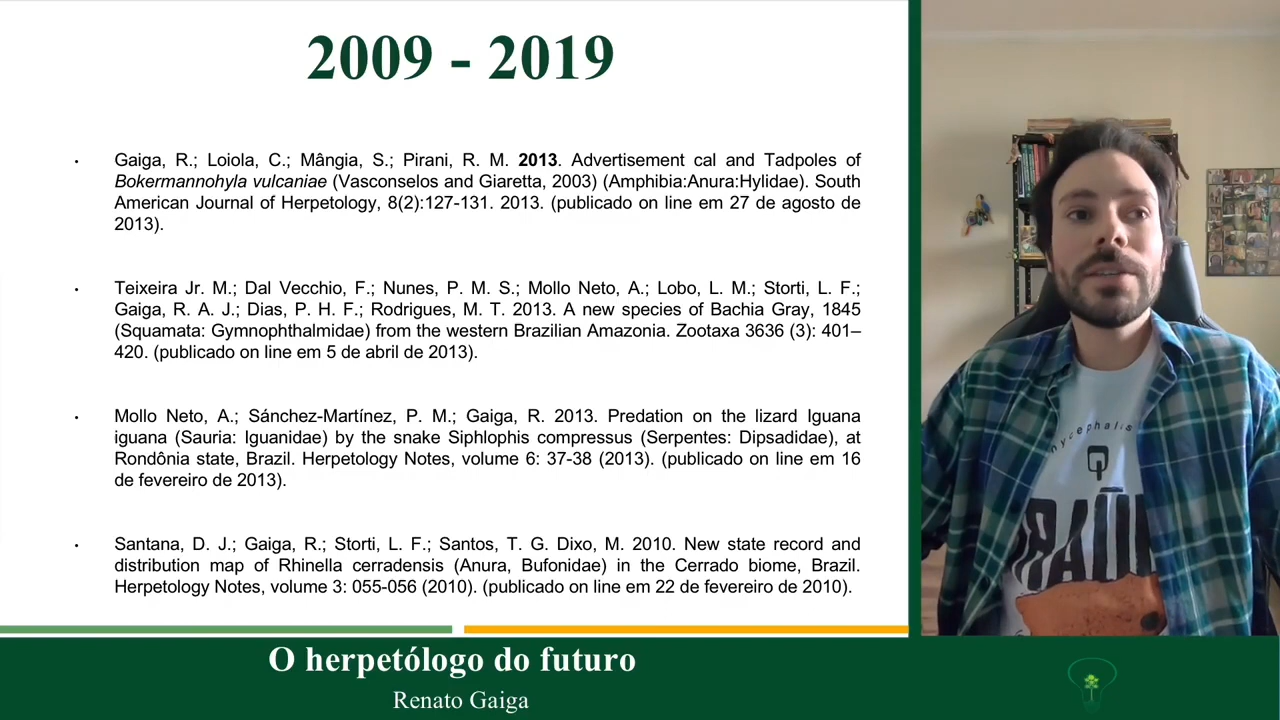 2009 - 2019
• Gaiga, R.; Loiola, C.; Mângia, S.; Pirani, R. M. 2013. Advertisement cal and Tadpoles of
Bokermannohyla vulcaniae (Vasconselos and Giaretta, 2003) (Amphibia:Anura:Hylidae). South
American Journal of Herpetology, 8(2):127-131. 2013. (publicado on line em 27 de agosto de
2013).
• Teixeira Jr. M.; Dal Vecchio, F.; Nunes, P. M. S.; Mollo Neto, A.; Lobo, L. M.; Storti, L. F.;
Gaiga, R. A. J.; Dias, P. H. F.; Rodrigues, M. T. 2013. A new species of Bachia Gray, 1845
(Squamata: Gymnophthalmidae) from the western Brazilian Amazonia. Zootaxa 3636 (3): 401–
420. (publicado on line em 5 de abril de 2013).
• Mollo Neto, A.; Sánchez-Martínez, P. M.; Gaiga, R. 2013. Predation on the lizard Iguana
iguana (Sauria: Iguanidae) by the snake Siphlophis compressus (Serpentes: Dipsadidae), at
Rondônia state, Brazil. Herpetology Notes, volume 6: 37-38 (2013). (publicado on line em 16
de fevereiro de 2013).
• Santana, D. J.; Gaiga, R.; Storti, L. F.; Santos, T. G. Dixo, M. 2010. New state record and
distribution map of Rhinella cerradensis (Anura, Bufonidae) in the Cerrado biome, Brazil.
Herpetology Notes, volume 3: 055-056 (2010). (publicado on line em 22 de fevereiro de 2010).
O herpetólogo do futuro
Renato Gaiga